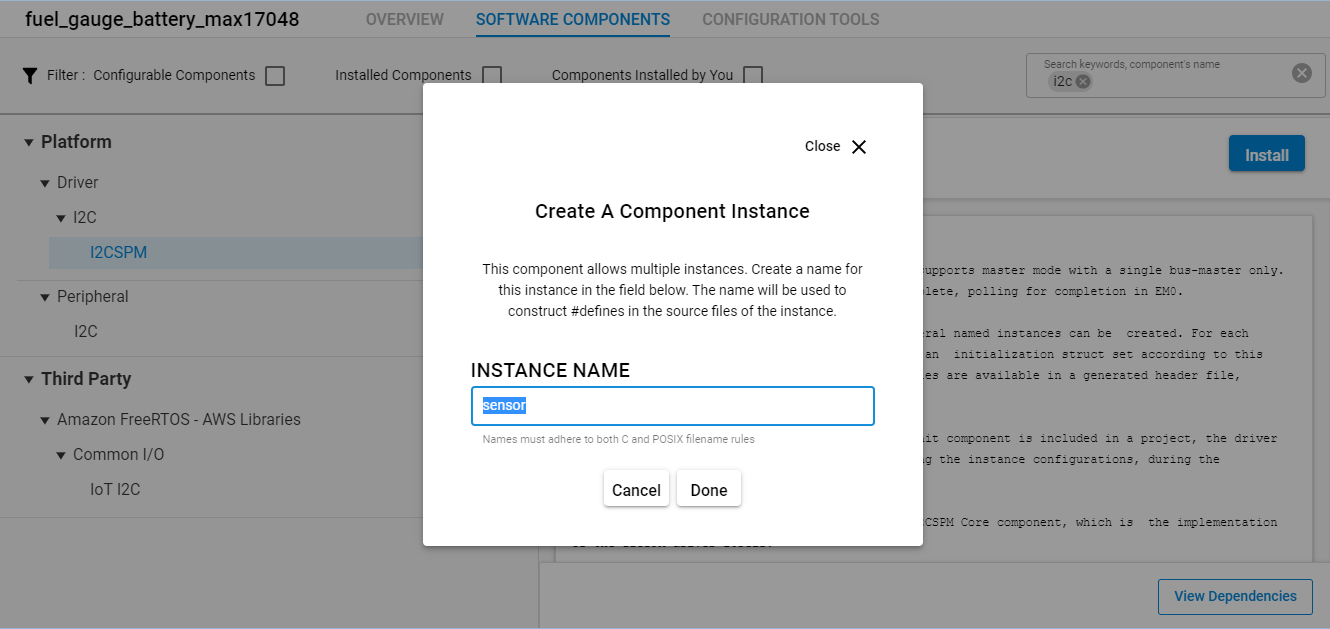 fuel_gauge_battery_max17048 OVERVIEW SOFTWARE COMPONENTS CONFIGURATION TOOLS
Filter : Configurable Components Installed Components Components Installed by You
Search keywords, component's name
i2c
Platform
Driver
I2C
I2CSPM
Peripheral
I2C
Third Party
Amazon FreeRTOS - AWS Libraries
Common I/O
IoT I2C
Install
Close
Create A Component Instance
This component allows multiple instances. Create a name for
this instance in the field below. The name will be used to
construct #defines in the source files of the instance.
INSTANCE NAME
sensor
Names must adhere to both C and POSIX filename rules
Cancel Done
supports master mode with a single bus-master only.
polling for completion in EM0.
named instances can be created. For each
an initialization struct set according to this
are available in a generated header file,
component is included in a project, the driver
the instance configurations, during the
CSPM Core component, which is the implementation
View Dependencies